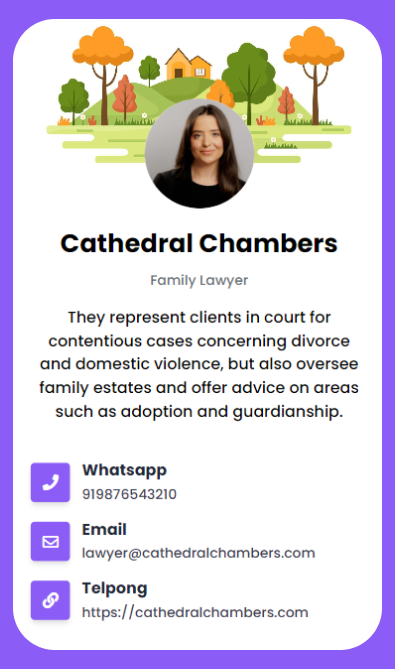 Cathedral Chambers
Family Lawyer
They represent clients in court for
contentious cases concerning divorce
and domestic violence, but also oversee
family estates and offer advice on areas
such as adoption and guardianship.
Whatsapp
919876543210
Email
lawyer@cathedralchambers.com
Telpong
https://cathedralchambers.com